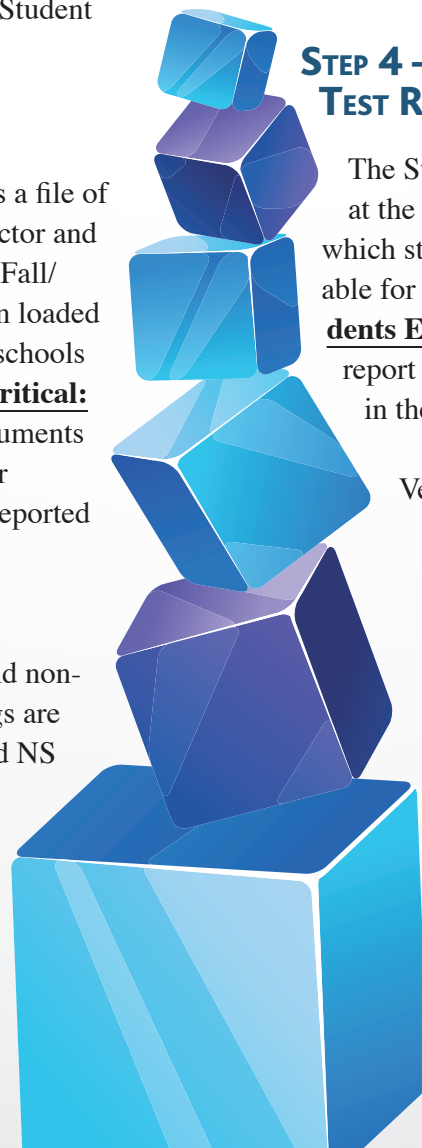 Student
s a file of
ctor and
Fall/
n loaded
schools
ritical:
uments
r
eported
d non-
gs are
d NS
STEP 4 -
TEST R
The S
at the
which st
able for
dents E
report
in the
Ve